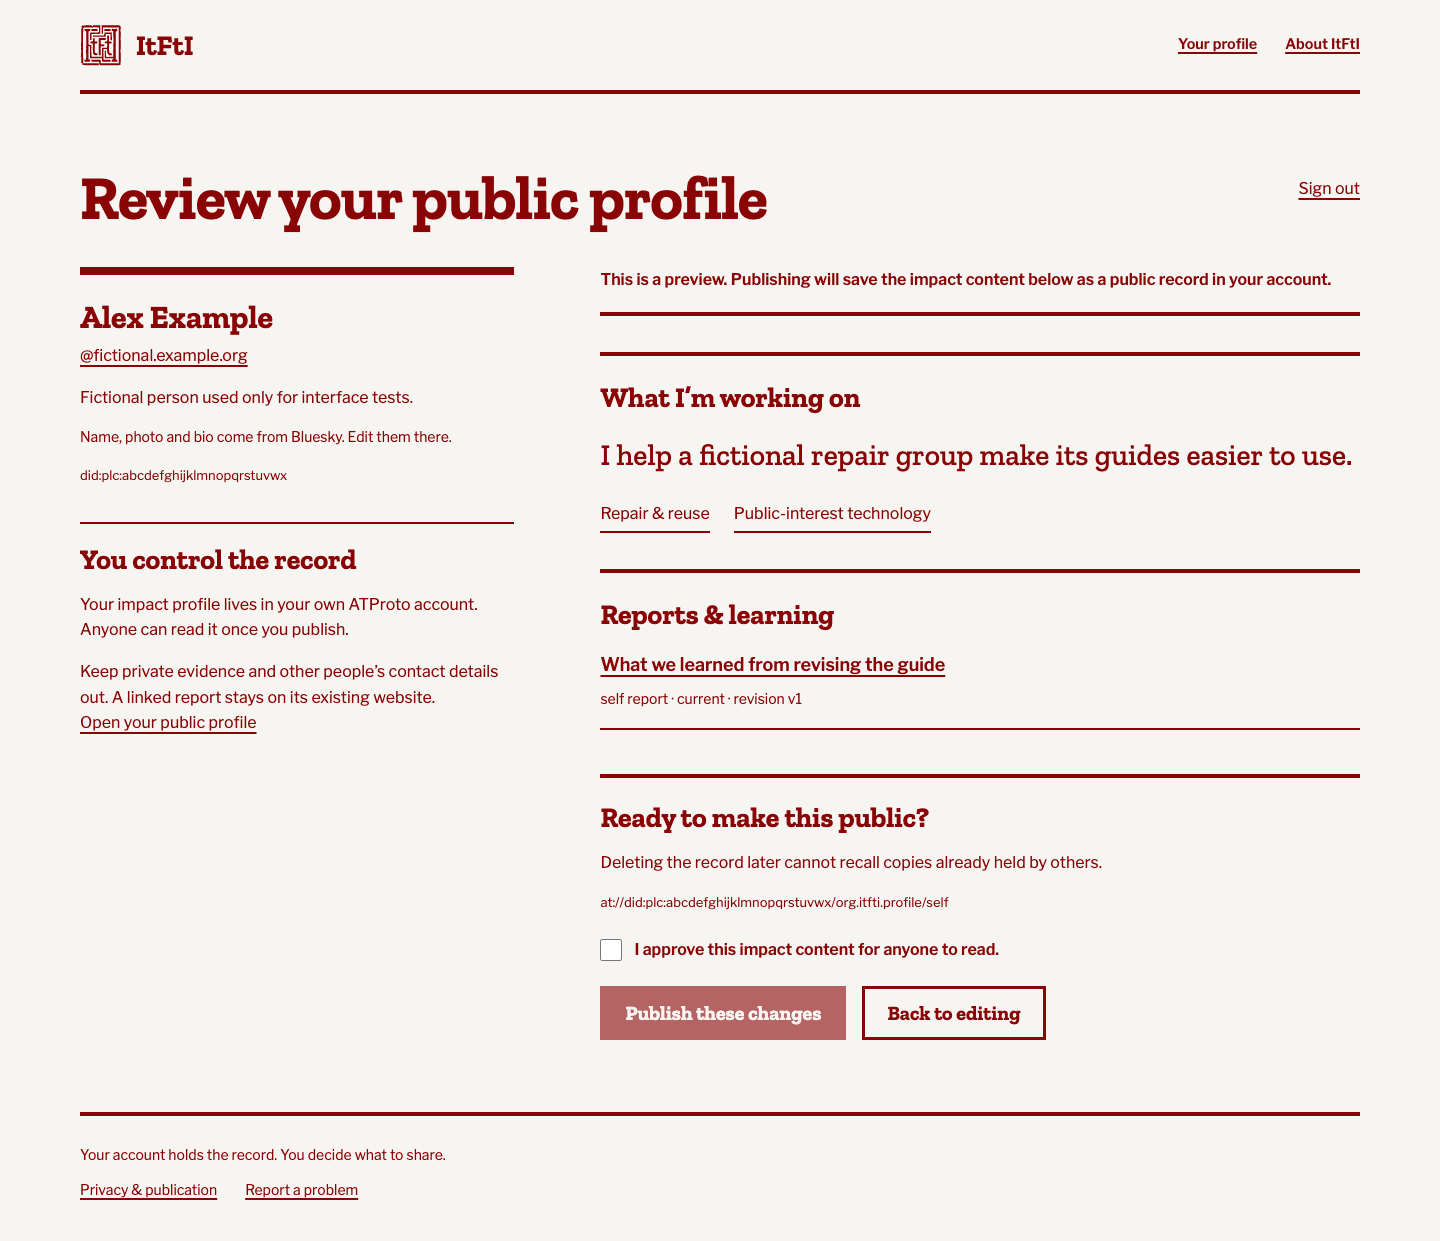 ItFtI
ItFtI
Your profile
About ItFtI
Review your public profile
Sign out
Alex Example
@fictional.example.org
Fictional person used only for interface tests.
Name, photo and bio come from Bluesky. Edit them there.
did:plc:abcdefghijklmnopqrstuvwx
You control the record
Your impact profile lives in your own ATProto account.
Anyone can read it once you publish.
Keep private evidence and other people’s contact details
out. A linked report stays on its existing website.
Open your public profile
This is a preview. Publishing will save the impact content below as a public record in your account.
What I’m working on
I help a fictional repair group make its guides easier to use.
Repair & reuse
Public-interest technology
Reports & learning
What we learned from revising the guide
self report · current · revision v1
Ready to make this public?
Deleting the record later cannot recall copies already held by others.
at://did:plc:abcdefghijklmnopqrstuvwx/org.itfti.profile/self
I approve this impact content for anyone to read.
Publish these changes
Back to editing
Your account holds the record. You decide what to share.
Privacy & publication
Report a problem